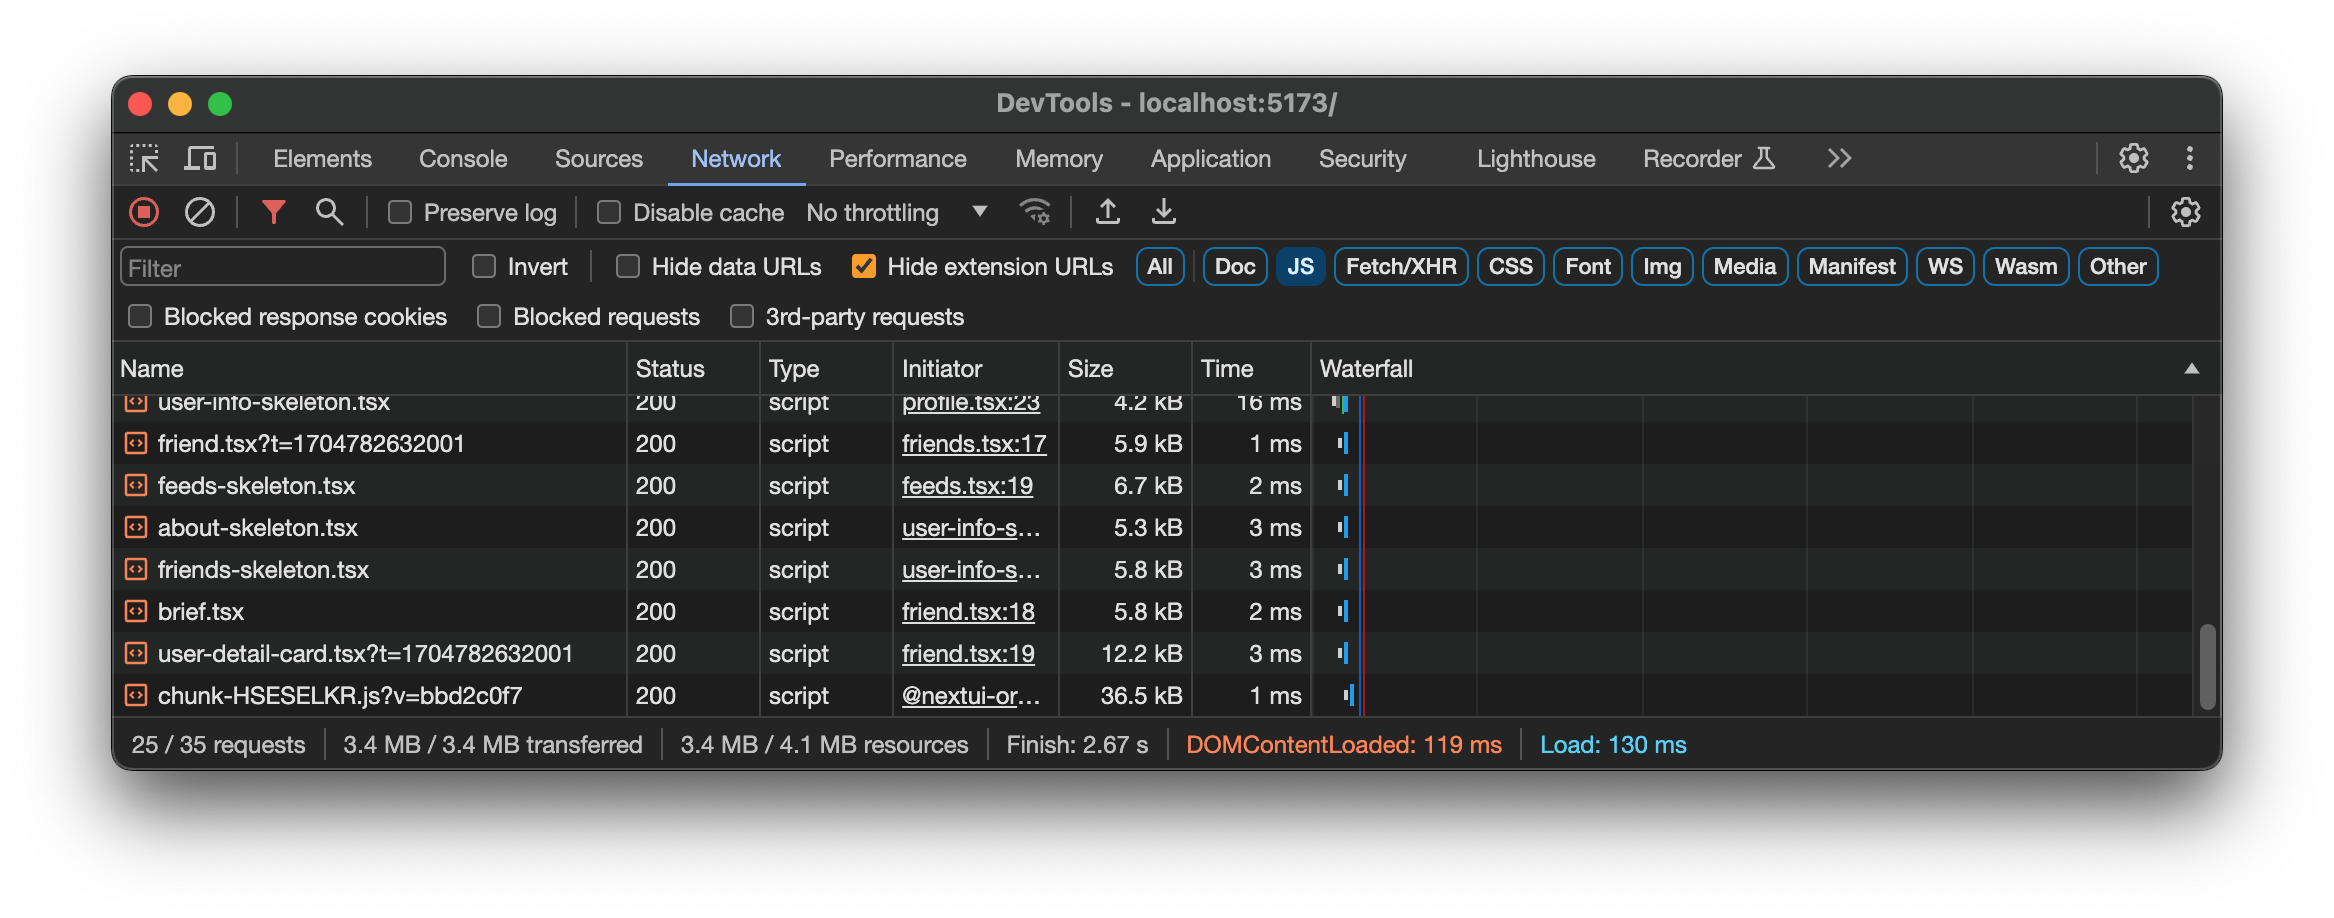 DevTools - localhost:5173/
Elements Console Sources Network Performance Memory Application Security Lighthouse Recorder
Preserve log Disable cache No throttling
Filter Invert Hide data URLs Hide extension URLs All Doc JS Fetch/XHR CSS Font Img Media Manifest WS Wasm Other
Blocked response cookies Blocked requests 3rd-party requests
Name Status Type Initiator Size Time Waterfall
user-info-skeleton.tsx 200 script profile.tsx:23 4.2 kB 16 ms
friend.tsx?t=1704782632001 200 script friends.tsx:17 5.9 kB 1 ms
feeds-skeleton.tsx 200 script feeds.tsx:19 6.7 kB 2 ms
about-skeleton.tsx 200 script user-info-s... 5.3 kB 3 ms
friends-skeleton.tsx 200 script user-info-s... 5.8 kB 3 ms
brief.tsx 200 script friend.tsx:18 5.8 kB 2 ms
user-detail-card.tsx?t=1704782632001 200 script friend.tsx:19 12.2 kB 3 ms
chunk-HSESELKR.js?v=bbd2c0f7 200 script @nextui-or... 36.5 kB 1 ms
25 / 35 requests 3.4 MB / 3.4 MB transferred 3.4 MB / 4.1 MB resources Finish: 2.67 s DOMContentLoaded: 119 ms Load: 130 ms